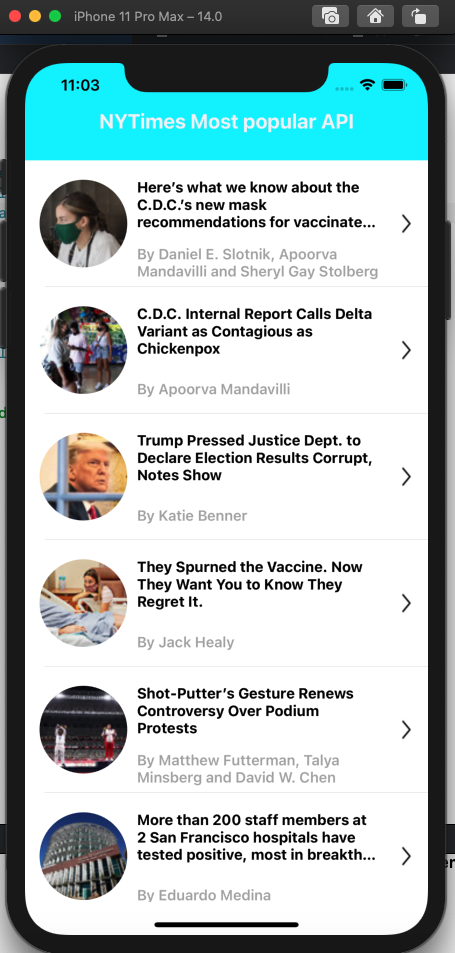 iPhone 11 Pro Max – 14.0
11:03
NYTimes Most popular API
Here’s what we know about the
C.D.C.’s new mask
recommendations for vaccinate...
By Daniel E. Slotnik, Apoorva
Mandavilli and Sheryl Gay Stolberg
C.D.C. Internal Report Calls Delta
Variant as Contagious as
Chickenpox
By Apoorva Mandavilli
Trump Pressed Justice Dept. to
Declare Election Results Corrupt,
Notes Show
By Katie Benner
They Spurned the Vaccine. Now
They Want You to Know They
Regret It.
By Jack Healy
Shot-Putter’s Gesture Renews
Controversy Over Podium
Protests
By Matthew Futterman, Talya
Minsberg and David W. Chen
More than 200 staff members at
2 San Francisco hospitals have
tested positive, most in breakth...
By Eduardo Medina